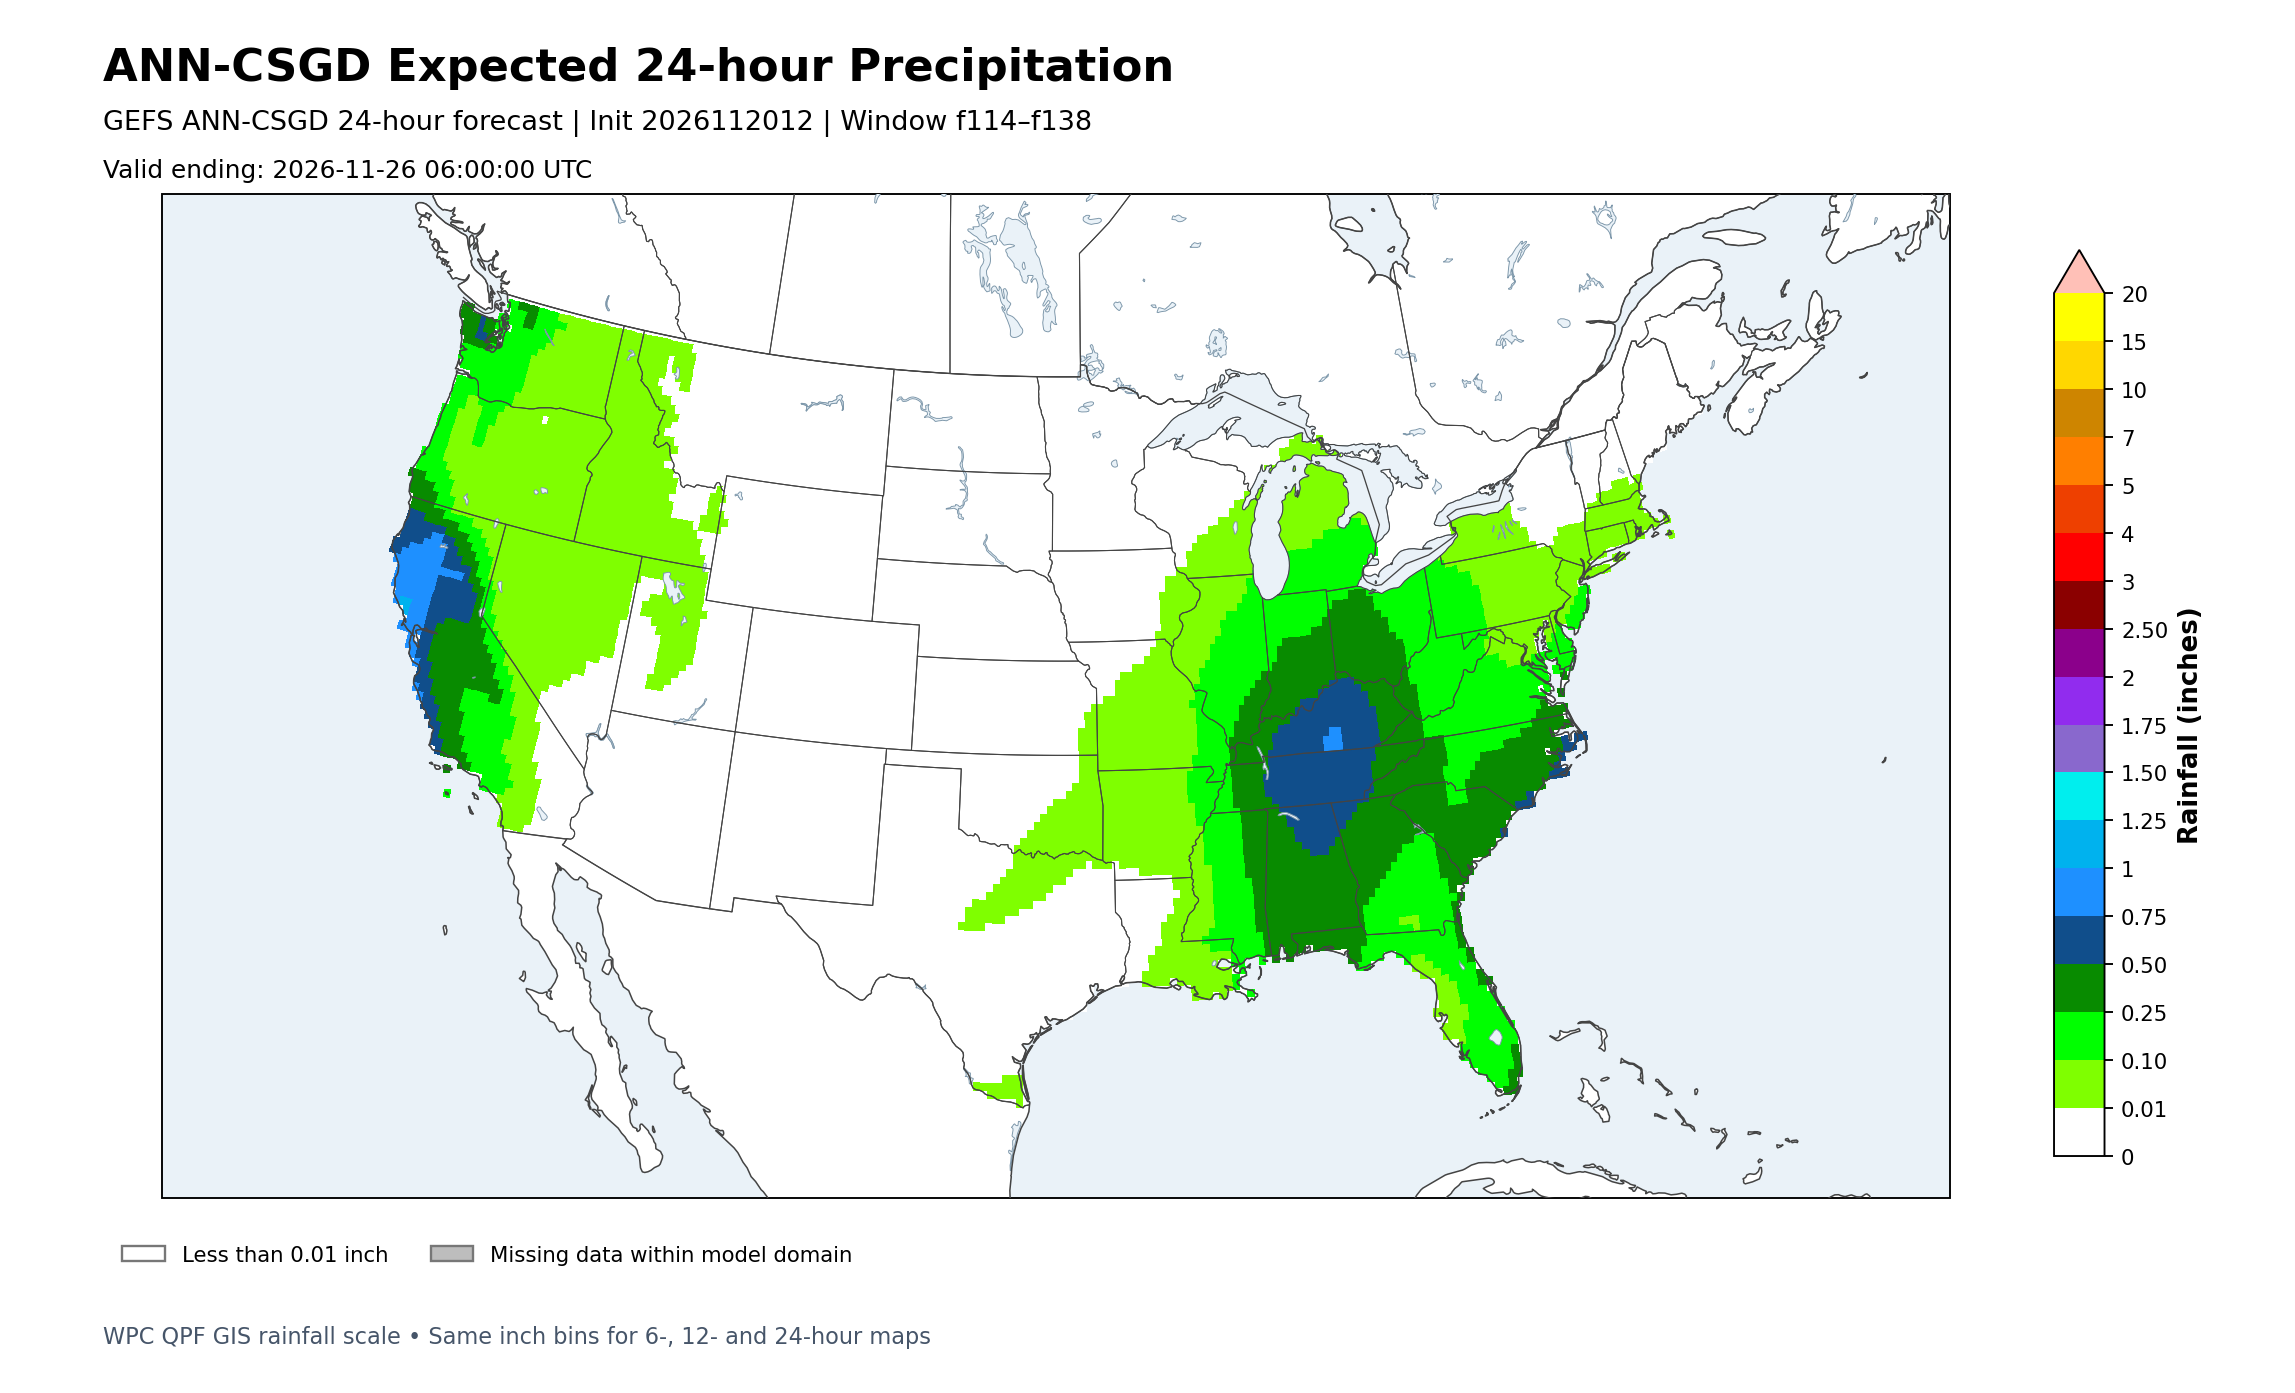 ANN-CSGD Expected 24-hour Precipitation
GEFS ANN-CSGD 24-hour forecast | Init 2026112012 | Window f114–f138
Valid ending: 2026-11-26 06:00:00 UTC
20
15
10
7
5
4
3
2.50
2
1.75
1.50
1.25
1
0.75
0.50
0.25
0.10
0.01
0
Rainfall (inches)
Less than 0.01 inch
Missing data within model domain
WPC QPF GIS rainfall scale • Same inch bins for 6-, 12- and 24-hour maps